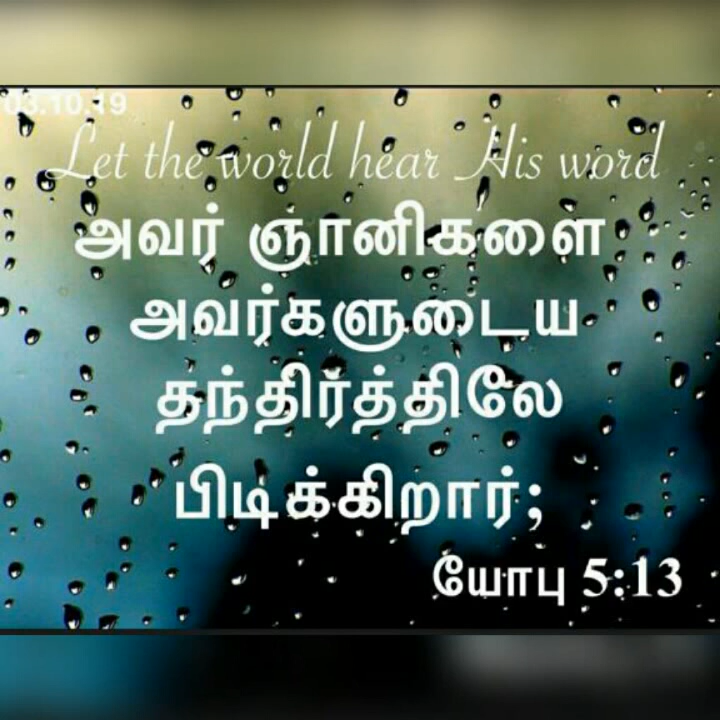 03.10.19
Let the world hear His word
அவர் ஞானிகளை
அவர்களுடைய
தந்திரத்திலே
பிடிக்கிறார்;
யோபு 5:13